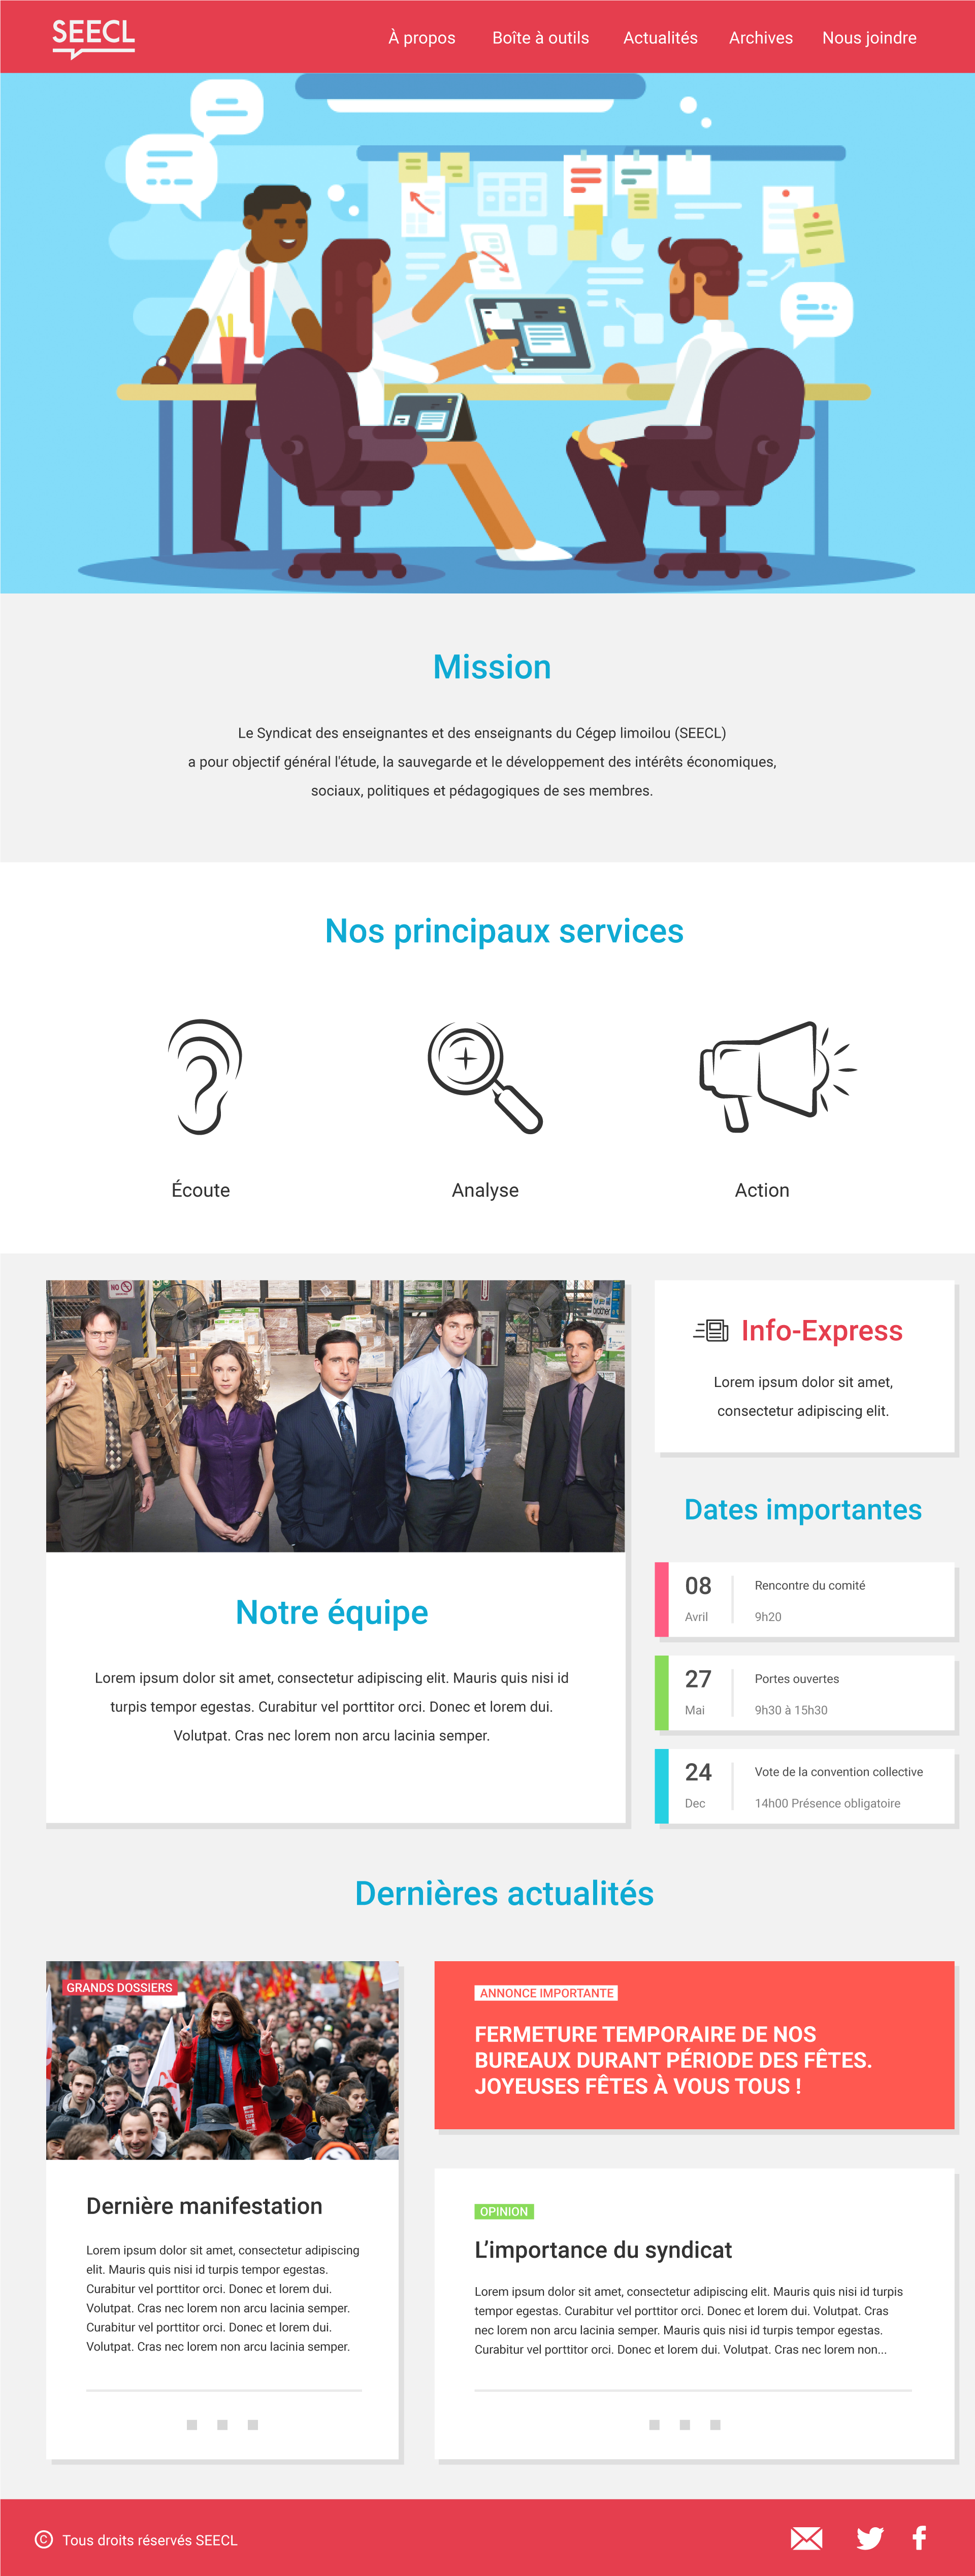 SEECL
À propos Boîte à outils Actualités Archives Nous joindre
Mission
Le Syndicat des enseignantes et des enseignants du Cégep limoilou (SEECL)
a pour objectif général l'étude, la sauvegarde et le développement des intérêts économiques,
sociaux, politiques et pédagogiques de ses membres.
Nos principaux services
Écoute
Analyse
Action
NO
brother
Notre équipe
Lorem ipsum dolor sit amet, consectetur adipiscing elit. Mauris quis nisi id
turpis tempor egestas. Curabitur vel porttitor orci. Donec et lorem dui.
Volutpat. Cras nec lorem non arcu lacinia semper.
Info-Express
Lorem ipsum dolor sit amet,
consectetur adipiscing elit.
Dates importantes
08 Rencontre du comité
Avril 9h20
27 Portes ouvertes
Mai 9h30 à 15h30
24 Vote de la convention collective
Dec 14h00 Présence obligatoire
Dernières actualités
GRANDS DOSSIERS
Dernière manifestation
Lorem ipsum dolor sit amet, consectetur adipiscing
elit. Mauris quis nisi id turpis tempor egestas.
Curabitur vel porttitor orci. Donec et lorem dui.
Volutpat. Cras nec lorem non arcu lacinia semper.
Curabitur vel porttitor orci. Donec et lorem dui.
Volutpat. Cras nec lorem non arcu lacinia semper.
ANNONCE IMPORTANTE
FERMETURE TEMPORAIRE DE NOS
BUREAUX DURANT PÉRIODE DES FÊTES.
JOYEUSES FÊTES À VOUS TOUS !
OPINION
L'importance du syndicat
Lorem ipsum dolor sit amet, consectetur adipiscing elit. Mauris quis nisi id turpis
tempor egestas. Curabitur vel porttitor orci. Donec et lorem dui. Volutpat. Cras
nec lorem non arcu lacinia semper. Mauris quis nisi id turpis tempor egestas.
Curabitur vel porttitor orci. Donec et lorem dui. Volutpat. Cras nec lorem non...
© Tous droits réservés SEECL